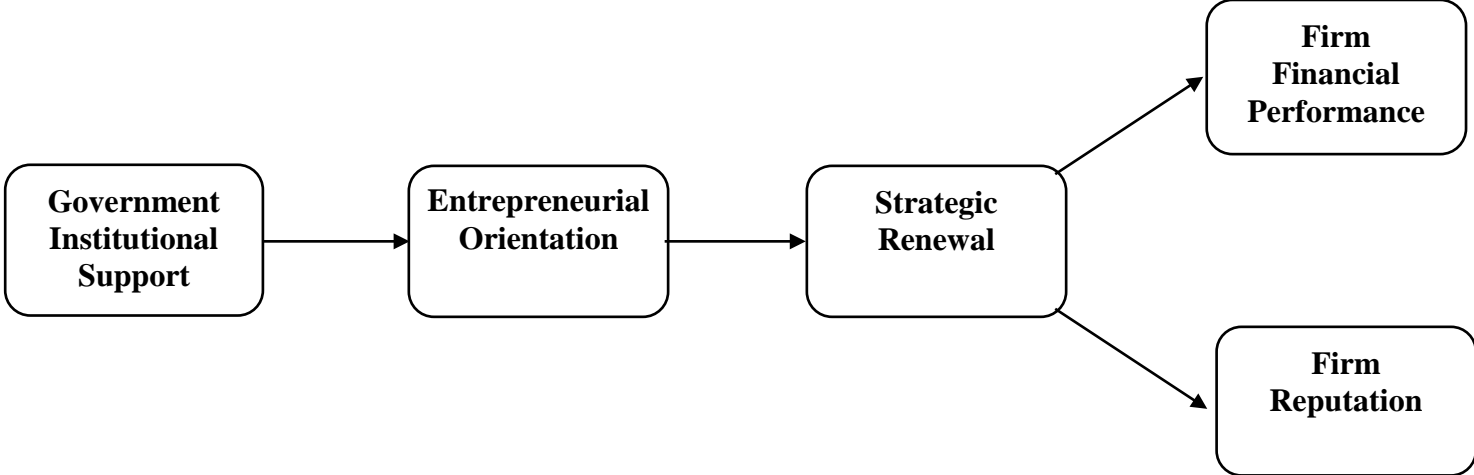 Firm
Financial
Performance
Government
Institutional
Support
Entrepreneurial
Orientation
Strategic
Renewal
Firm
Reputation